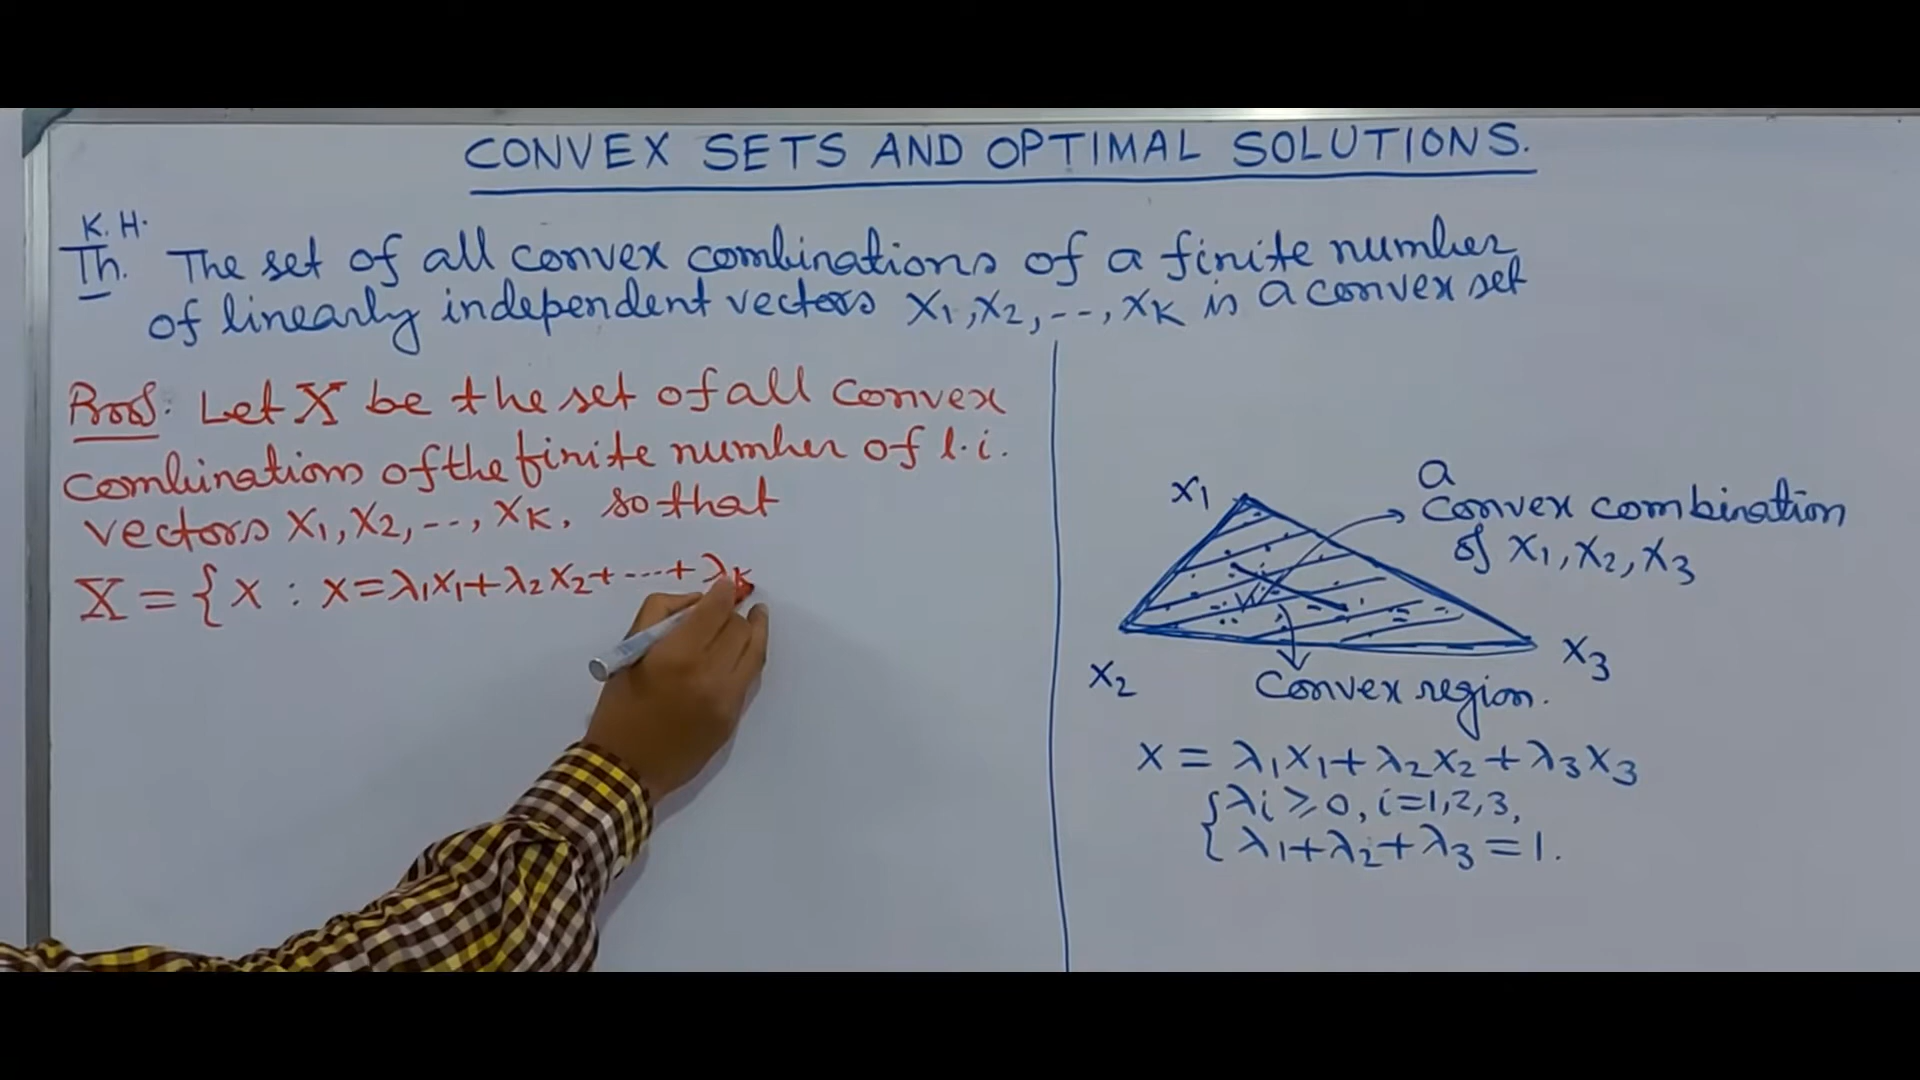 CONVEX SETS AND OPTIMAL SOLUTIONS.
K.H.
Th. The set of all convex combinations of a finite number
of linearly independent vectors x₁, x₂, --, x_K is a convex set
Proof: Let X be the set of all convex
combinations of the finite number of l.i.
vectors x₁, x₂, --, x_K, so that
X = { x : x = λ₁x₁ + λ₂x₂ + --- + λ_K
x₁
a
convex combination
of x₁, x₂, x₃
x₂
x₃
Convex region.
x = λ₁x₁ + λ₂x₂ + λ₃x₃
{ λi ≥ 0, i = 1, 2, 3,
λ₁ + λ₂ + λ₃ = 1.